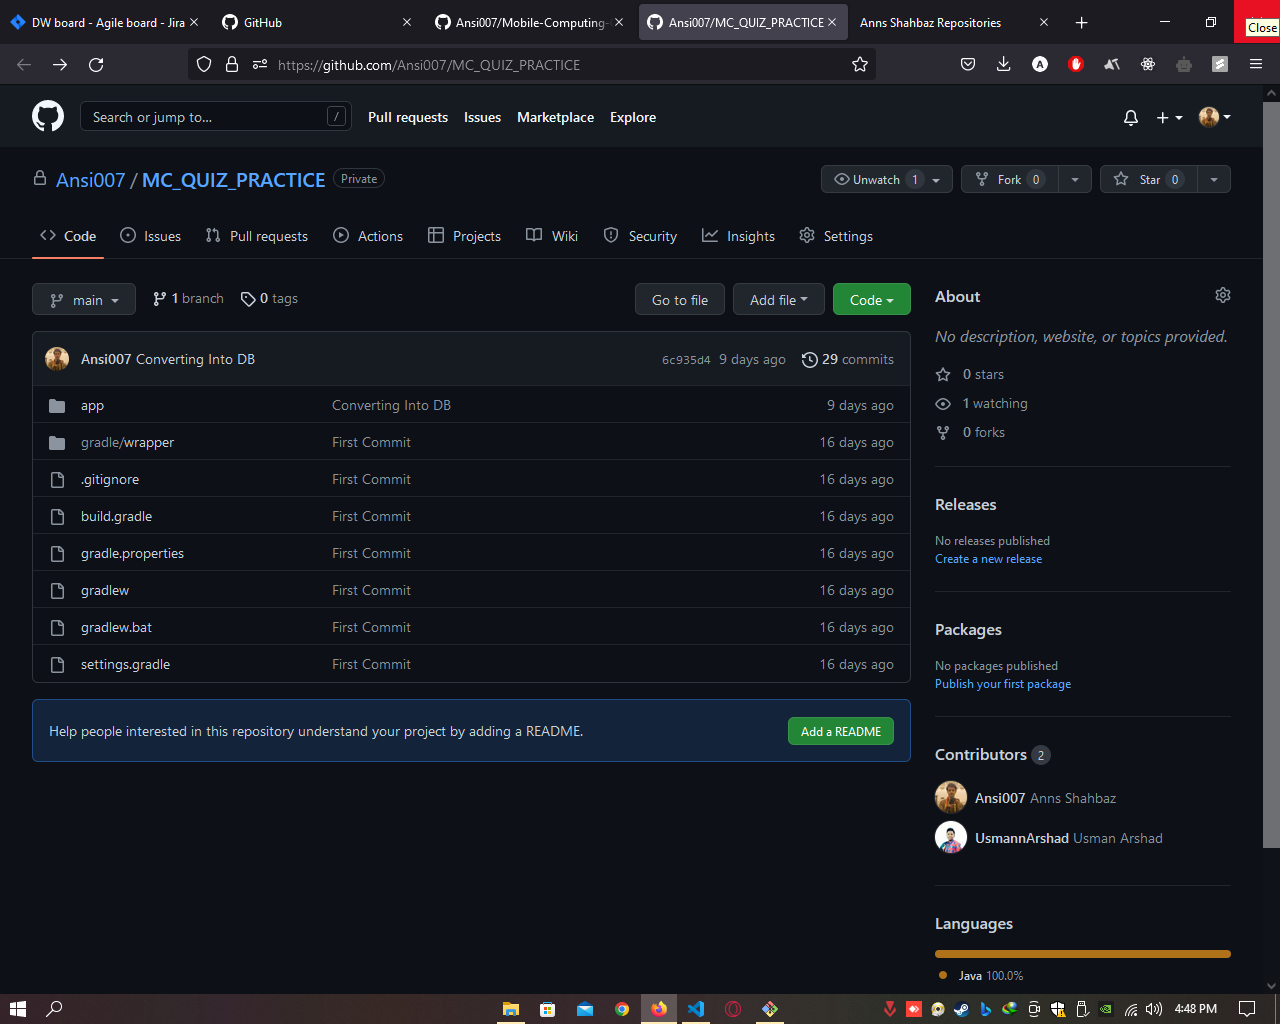 DW board - Agile board - Jira
GitHub
Ansi007/Mobile-Computing-
Ansi007/MC_QUIZ_PRACTICE
Anns Shahbaz Repositories
Close
https://github.com/Ansi007/MC_QUIZ_PRACTICE
Search or jump to...
/
Pull requests
Issues
Marketplace
Explore
Ansi007 / MC_QUIZ_PRACTICE
Private
Unwatch 1
Fork 0
Star 0
Code
Issues
Pull requests
Actions
Projects
Wiki
Security
Insights
Settings
main
1 branch
0 tags
Go to file
Add file
Code
Ansi007 Converting Into DB
6c935d4 9 days ago
29 commits
app Converting Into DB 9 days ago
gradle/wrapper First Commit 16 days ago
.gitignore First Commit 16 days ago
build.gradle First Commit 16 days ago
gradle.properties First Commit 16 days ago
gradlew First Commit 16 days ago
gradlew.bat First Commit 16 days ago
settings.gradle First Commit 16 days ago
Help people interested in this repository understand your project by adding a README.
Add a README
About
No description, website, or topics provided.
0 stars
1 watching
0 forks
Releases
No releases published
Create a new release
Packages
No packages published
Publish your first package
Contributors 2
Ansi007 Anns Shahbaz
UsmannArshad Usman Arshad
Languages
Java 100.0%
4:48 PM